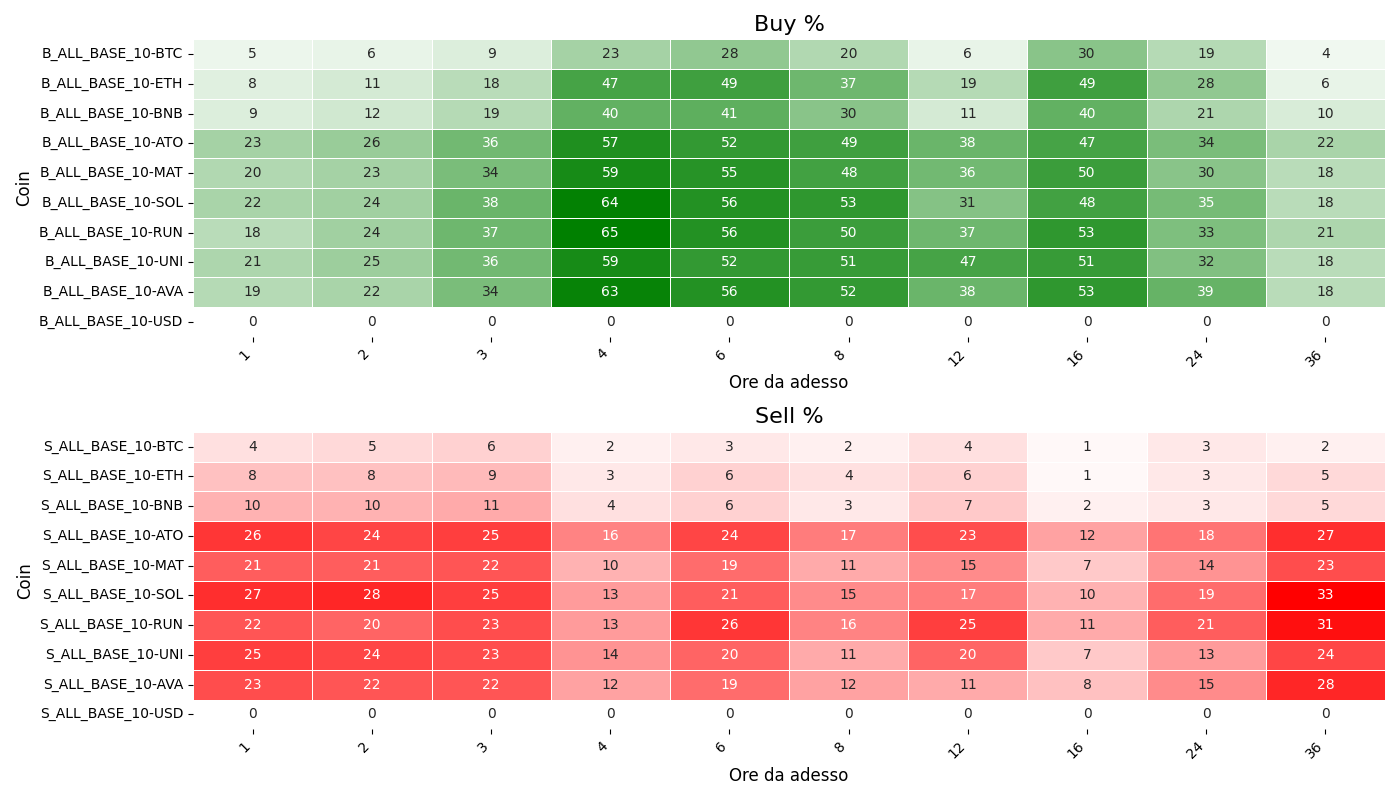 Buy %
Coin
B_ALL_BASE_10-BTC 5 6 9 23 28 20 6 30 19 4
B_ALL_BASE_10-ETH 8 11 18 47 49 37 19 49 28 6
B_ALL_BASE_10-BNB 9 12 19 40 41 30 11 40 21 10
B_ALL_BASE_10-ATO 23 26 36 57 52 49 38 47 34 22
B_ALL_BASE_10-MAT 20 23 34 59 55 48 36 50 30 18
B_ALL_BASE_10-SOL 22 24 38 64 56 53 31 48 35 18
B_ALL_BASE_10-RUN 18 24 37 65 56 50 37 53 33 21
B_ALL_BASE_10-UNI 21 25 36 59 52 51 47 51 32 18
B_ALL_BASE_10-AVA 19 22 34 63 56 52 38 53 39 18
B_ALL_BASE_10-USD 0 0 0 0 0 0 0 0 0 0
1 2 3 4 6 8 12 16 24 36
Ore da adesso
Sell %
Coin
S_ALL_BASE_10-BTC 4 5 6 2 3 2 4 1 3 2
S_ALL_BASE_10-ETH 8 8 9 3 6 4 6 1 3 5
S_ALL_BASE_10-BNB 10 10 11 4 6 3 7 2 3 5
S_ALL_BASE_10-ATO 26 24 25 16 24 17 23 12 18 27
S_ALL_BASE_10-MAT 21 21 22 10 19 11 15 7 14 23
S_ALL_BASE_10-SOL 27 28 25 13 21 15 17 10 19 33
S_ALL_BASE_10-RUN 22 20 23 13 26 16 25 11 21 31
S_ALL_BASE_10-UNI 25 24 23 14 20 11 20 7 13 24
S_ALL_BASE_10-AVA 23 22 22 12 19 12 11 8 15 28
S_ALL_BASE_10-USD 0 0 0 0 0 0 0 0 0 0
1 2 3 4 6 8 12 16 24 36
Ore da adesso